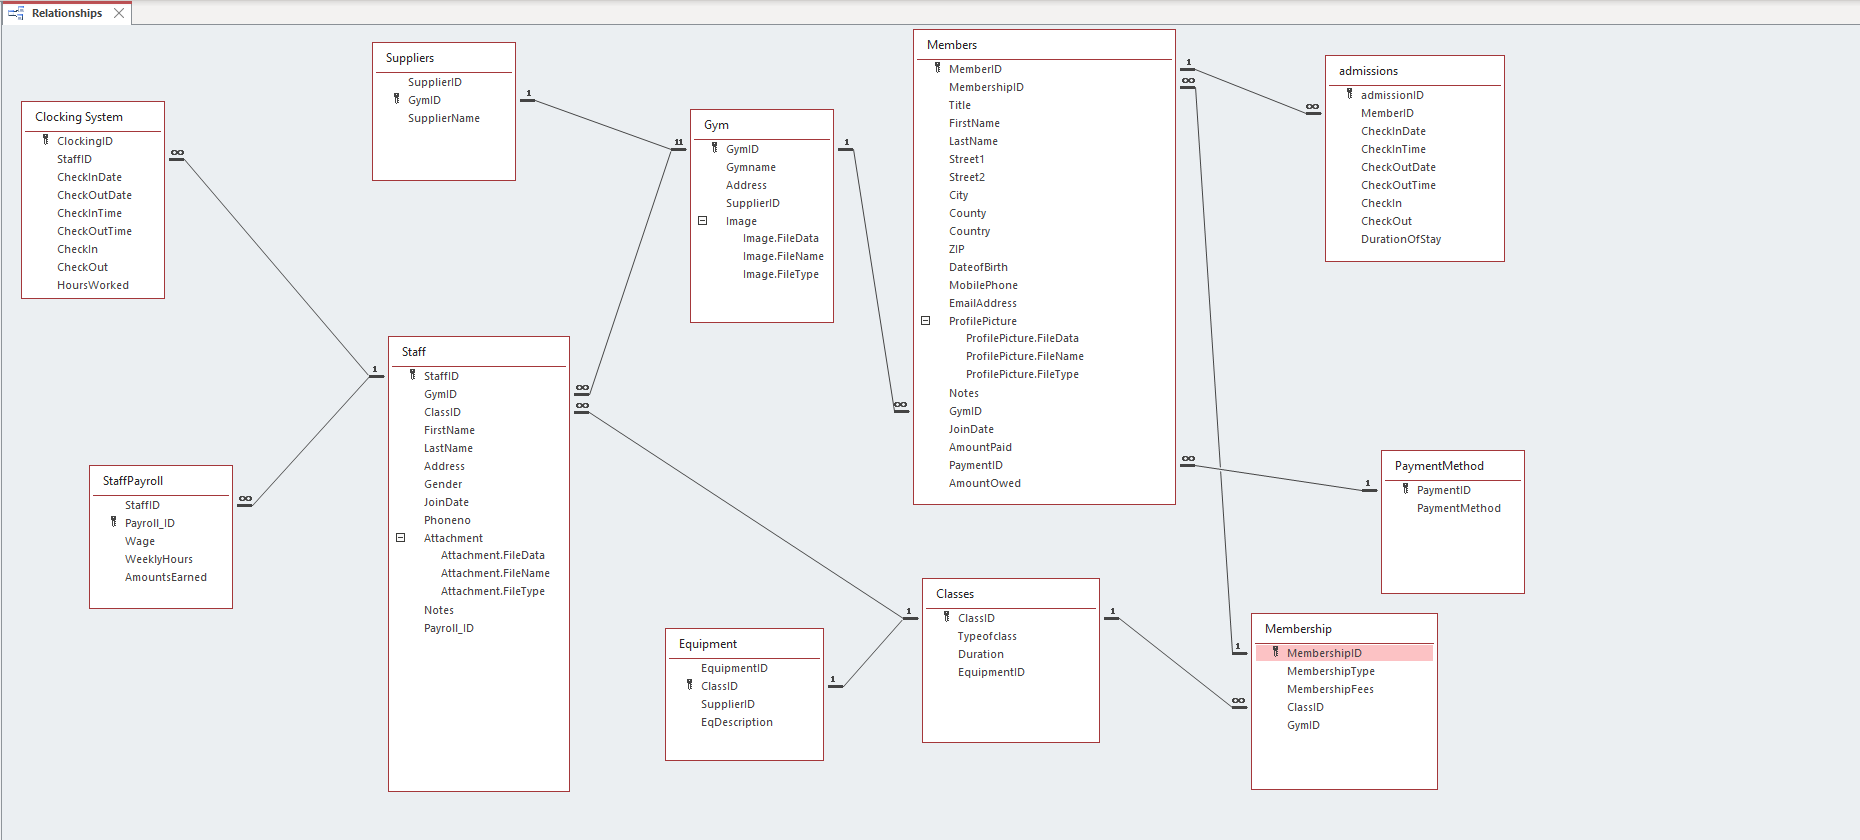 Relationships
Suppliers
SupplierID
GymID
SupplierName
1
Clocking System
ClockingID
StaffID
CheckInDate
CheckOutDate
CheckInTime
CheckOutTime
CheckIn
CheckOut
HoursWorked
∞
Gym
GymID
Gymname
Address
SupplierID
Image
Image.FileData
Image.FileName
Image.FileType
11
1
Members
MemberID
MembershipID
Title
FirstName
LastName
Street1
Street2
City
County
Country
ZIP
DateofBirth
MobilePhone
EmailAddress
ProfilePicture
ProfilePicture.FileData
ProfilePicture.FileName
ProfilePicture.FileType
Notes
GymID
JoinDate
AmountPaid
PaymentID
AmountOwed
1
∞
∞
∞
admissions
admissionID
MemberID
CheckInDate
CheckInTime
CheckOutDate
CheckOutTime
CheckIn
CheckOut
DurationOfStay
∞
Staff
StaffID
GymID
ClassID
FirstName
LastName
Address
Gender
JoinDate
Phoneno
Attachment
Attachment.FileData
Attachment.FileName
Attachment.FileType
Notes
Payroll_ID
1
∞
∞
StaffPayroll
StaffID
Payroll_ID
Wage
WeeklyHours
AmountsEarned
∞
PaymentMethod
PaymentID
PaymentMethod
1
Equipment
EquipmentID
ClassID
SupplierID
EqDescription
1
Classes
ClassID
Typeofclass
Duration
EquipmentID
1
1
Membership
MembershipID
MembershipType
MembershipFees
ClassID
GymID
1
∞